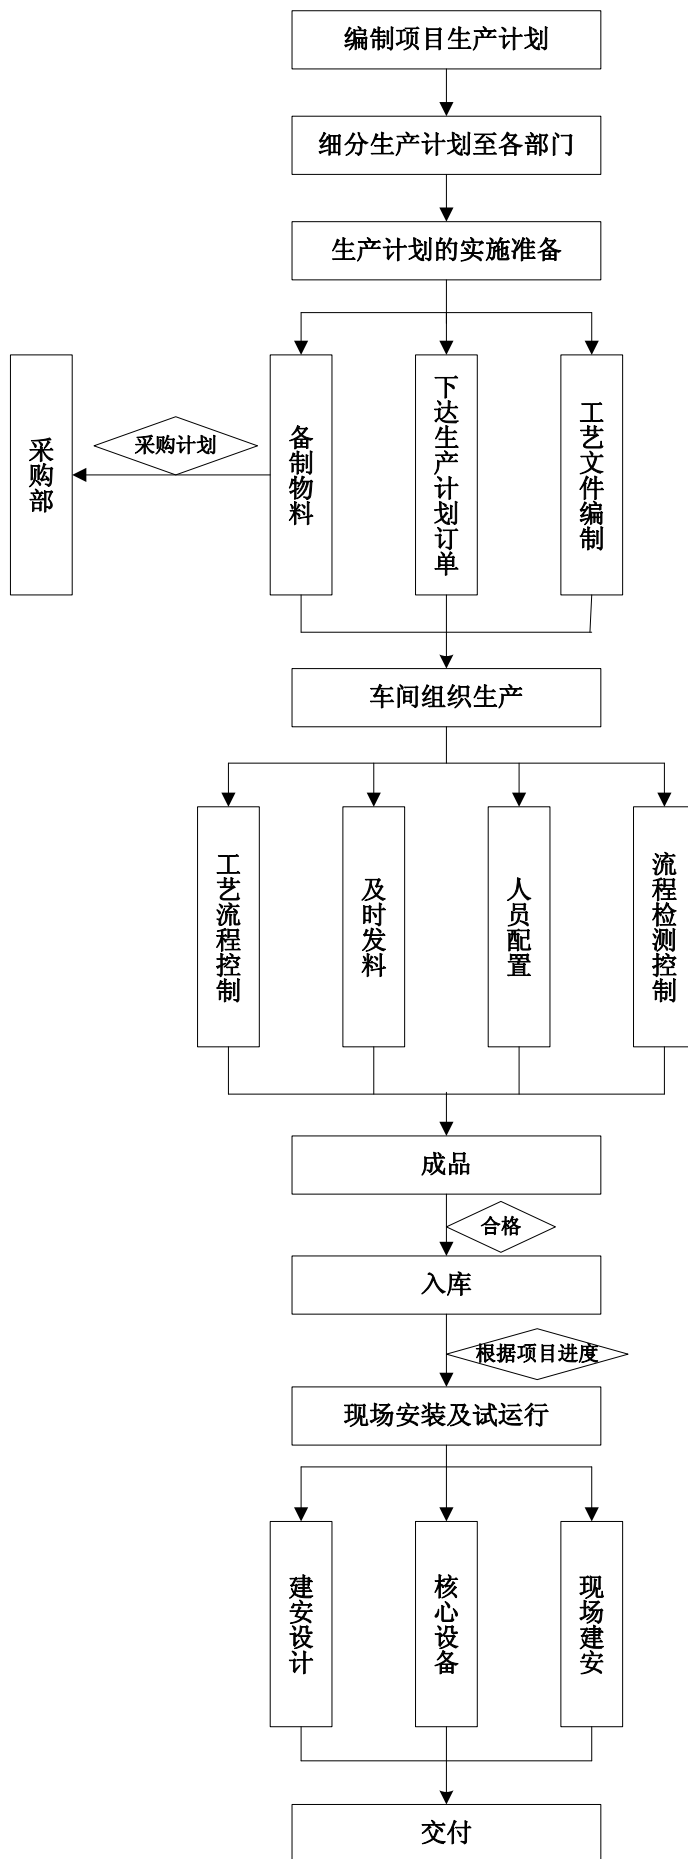 编制项目生产计划
细分生产计划至各部门
生产计划的实施准备
采购部
采购计划
备制物料
下达生产计划订单
工艺文件编制
车间组织生产
工艺流程控制
及时发料
人员配置
流程检测控制
成品
合格
入库
根据项目进度
现场安装及试运行
建安设计
核心设备
现场建安
交付